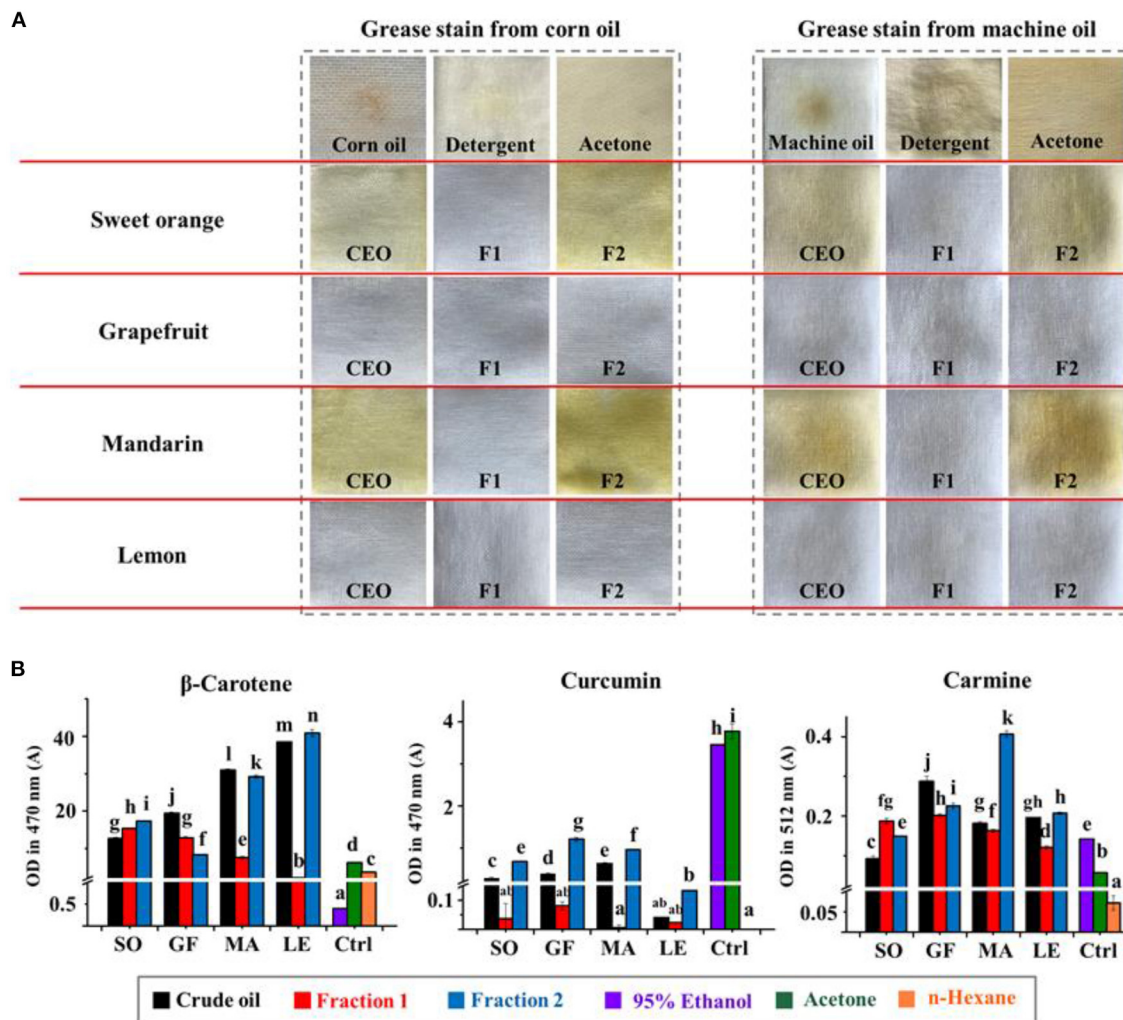 A
Grease stain from corn oil
Grease stain from machine oil
Corn oil
Detergent
Acetone
Machine oil
Detergent
Acetone
Sweet orange
CEO
F1
F2
CEO
F1
F2
Grapefruit
CEO
F1
F2
CEO
F1
F2
Mandarin
CEO
F1
F2
CEO
F1
F2
Lemon
CEO
F1
F2
CEO
F1
F2
B
β-Carotene
OD in 470 nm (A)
40
20
0.5
g
h
i
j
g
f
l
e
k
m
b
n
a
d
c
SO
GF
MA
LE
Ctrl
Curcumin
OD in 470 nm (A)
4
2
0.1
c
ab
e
d
ab
g
e
a
f
ab
ab
b
h
i
a
SO
GF
MA
LE
Ctrl
Carmine
OD in 512 nm (A)
0.4
0.2
0.05
c
fg
e
j
h
i
g
f
k
gh
d
h
e
b
a
SO
GF
MA
LE
Ctrl
Crude oil
Fraction 1
Fraction 2
95% Ethanol
Acetone
n-Hexane